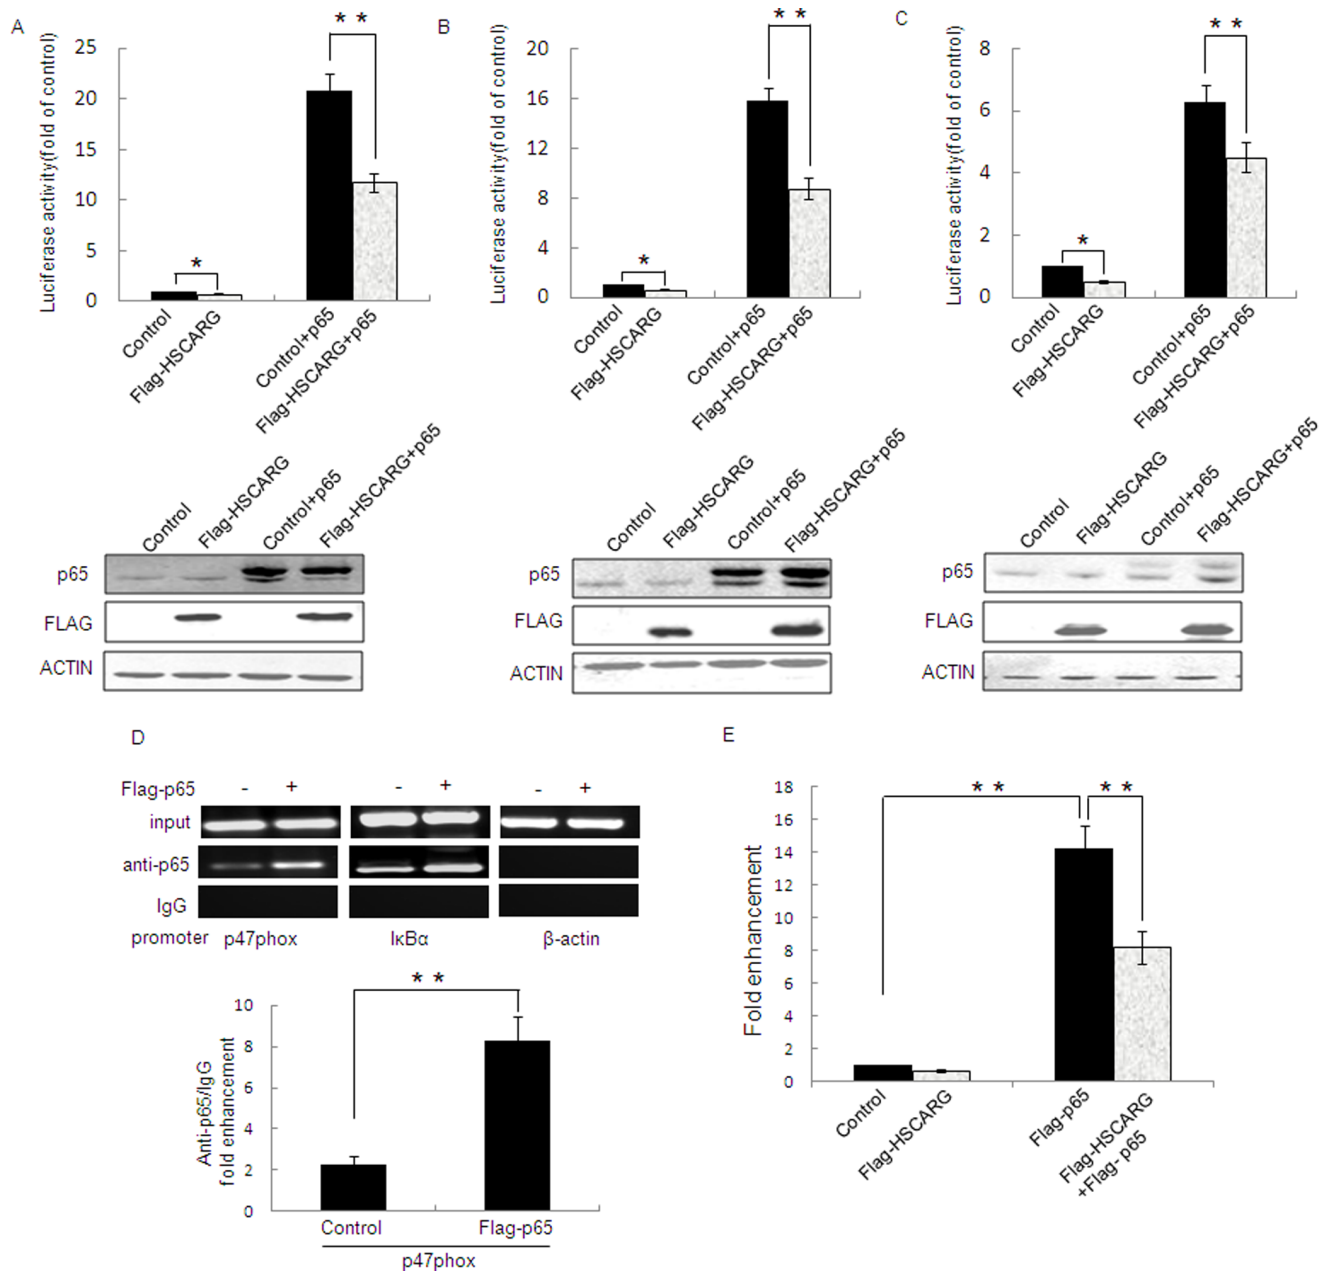 A
Luciferase activity(fold of control)
25
20
15
10
5
0
* *
*
Control
Flag-HSCARG
Control+p65
Flag-HSCARG+p65
Control
Flag-HSCARG
Control+p65
Flag-HSCARG+p65
p65
FLAG
ACTIN
B
Luciferase activity(fold of control)
20
16
12
8
4
0
* *
*
Control
Flag-HSCARG
Control+p65
Flag-HSCARG+p65
Control
Flag-HSCARG
Control+p65
Flag-HSCARG+p65
p65
FLAG
ACTIN
C
Luciferase activity(fold of control)
8
6
4
2
0
* *
*
Control
Flag-HSCARG
Control+p65
Flag-HSCARG+p65
Control
Flag-HSCARG
Control+p65
Flag-HSCARG+p65
p65
FLAG
ACTIN
D
Flag-p65 - + - + - +
input
anti-p65
IgG
promoter p47phox IκBα β-actin
Anti-p65/IgG
fold enhancement
10
8
6
4
2
0
* *
Control Flag-p65
p47phox
E
Fold enhancement
18
16
14
12
10
8
6
4
2
0
* * * *
Control
Flag-HSCARG
Flag-p65
Flag-HSCARG
+Flag- p65